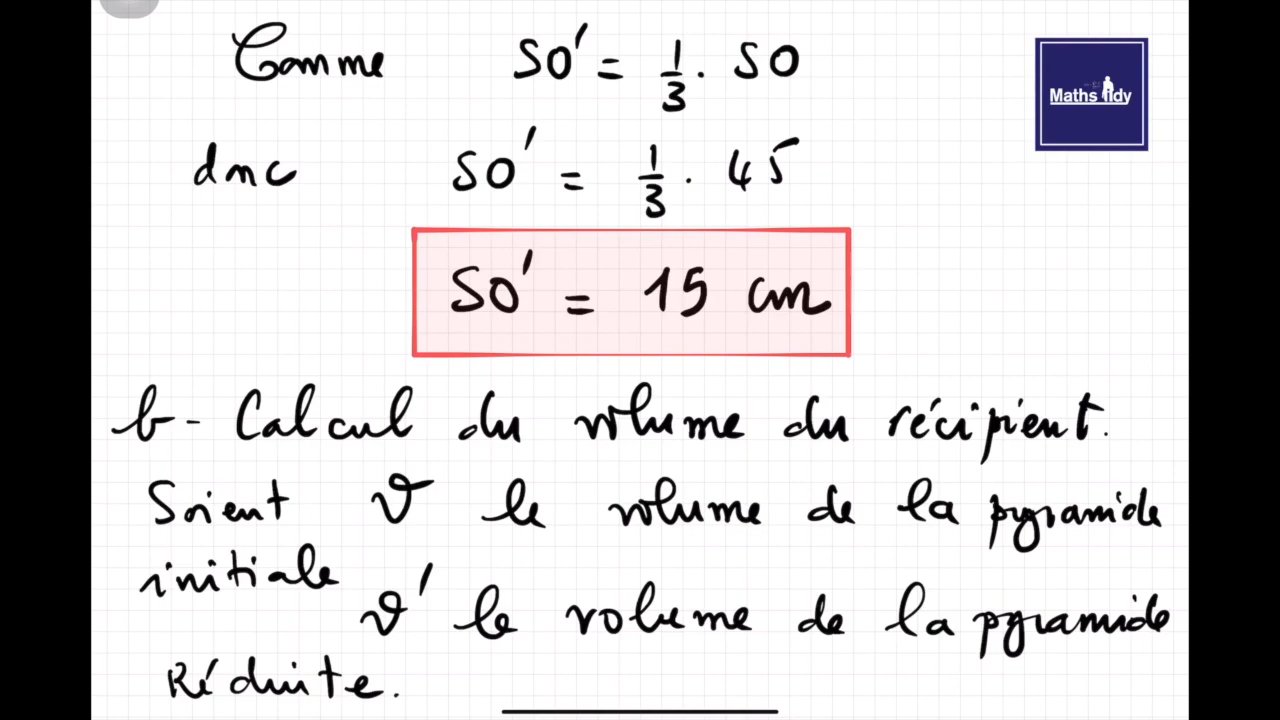 Comme SO' = 1/3 . SO
Maths idy
donc SO' = 1/3 . 45
SO' = 15 cm
b - Calcul du volume du récipient.
Soient V le volume de la pyramide
initiale
V' le volume de la pyramide
Réduite.